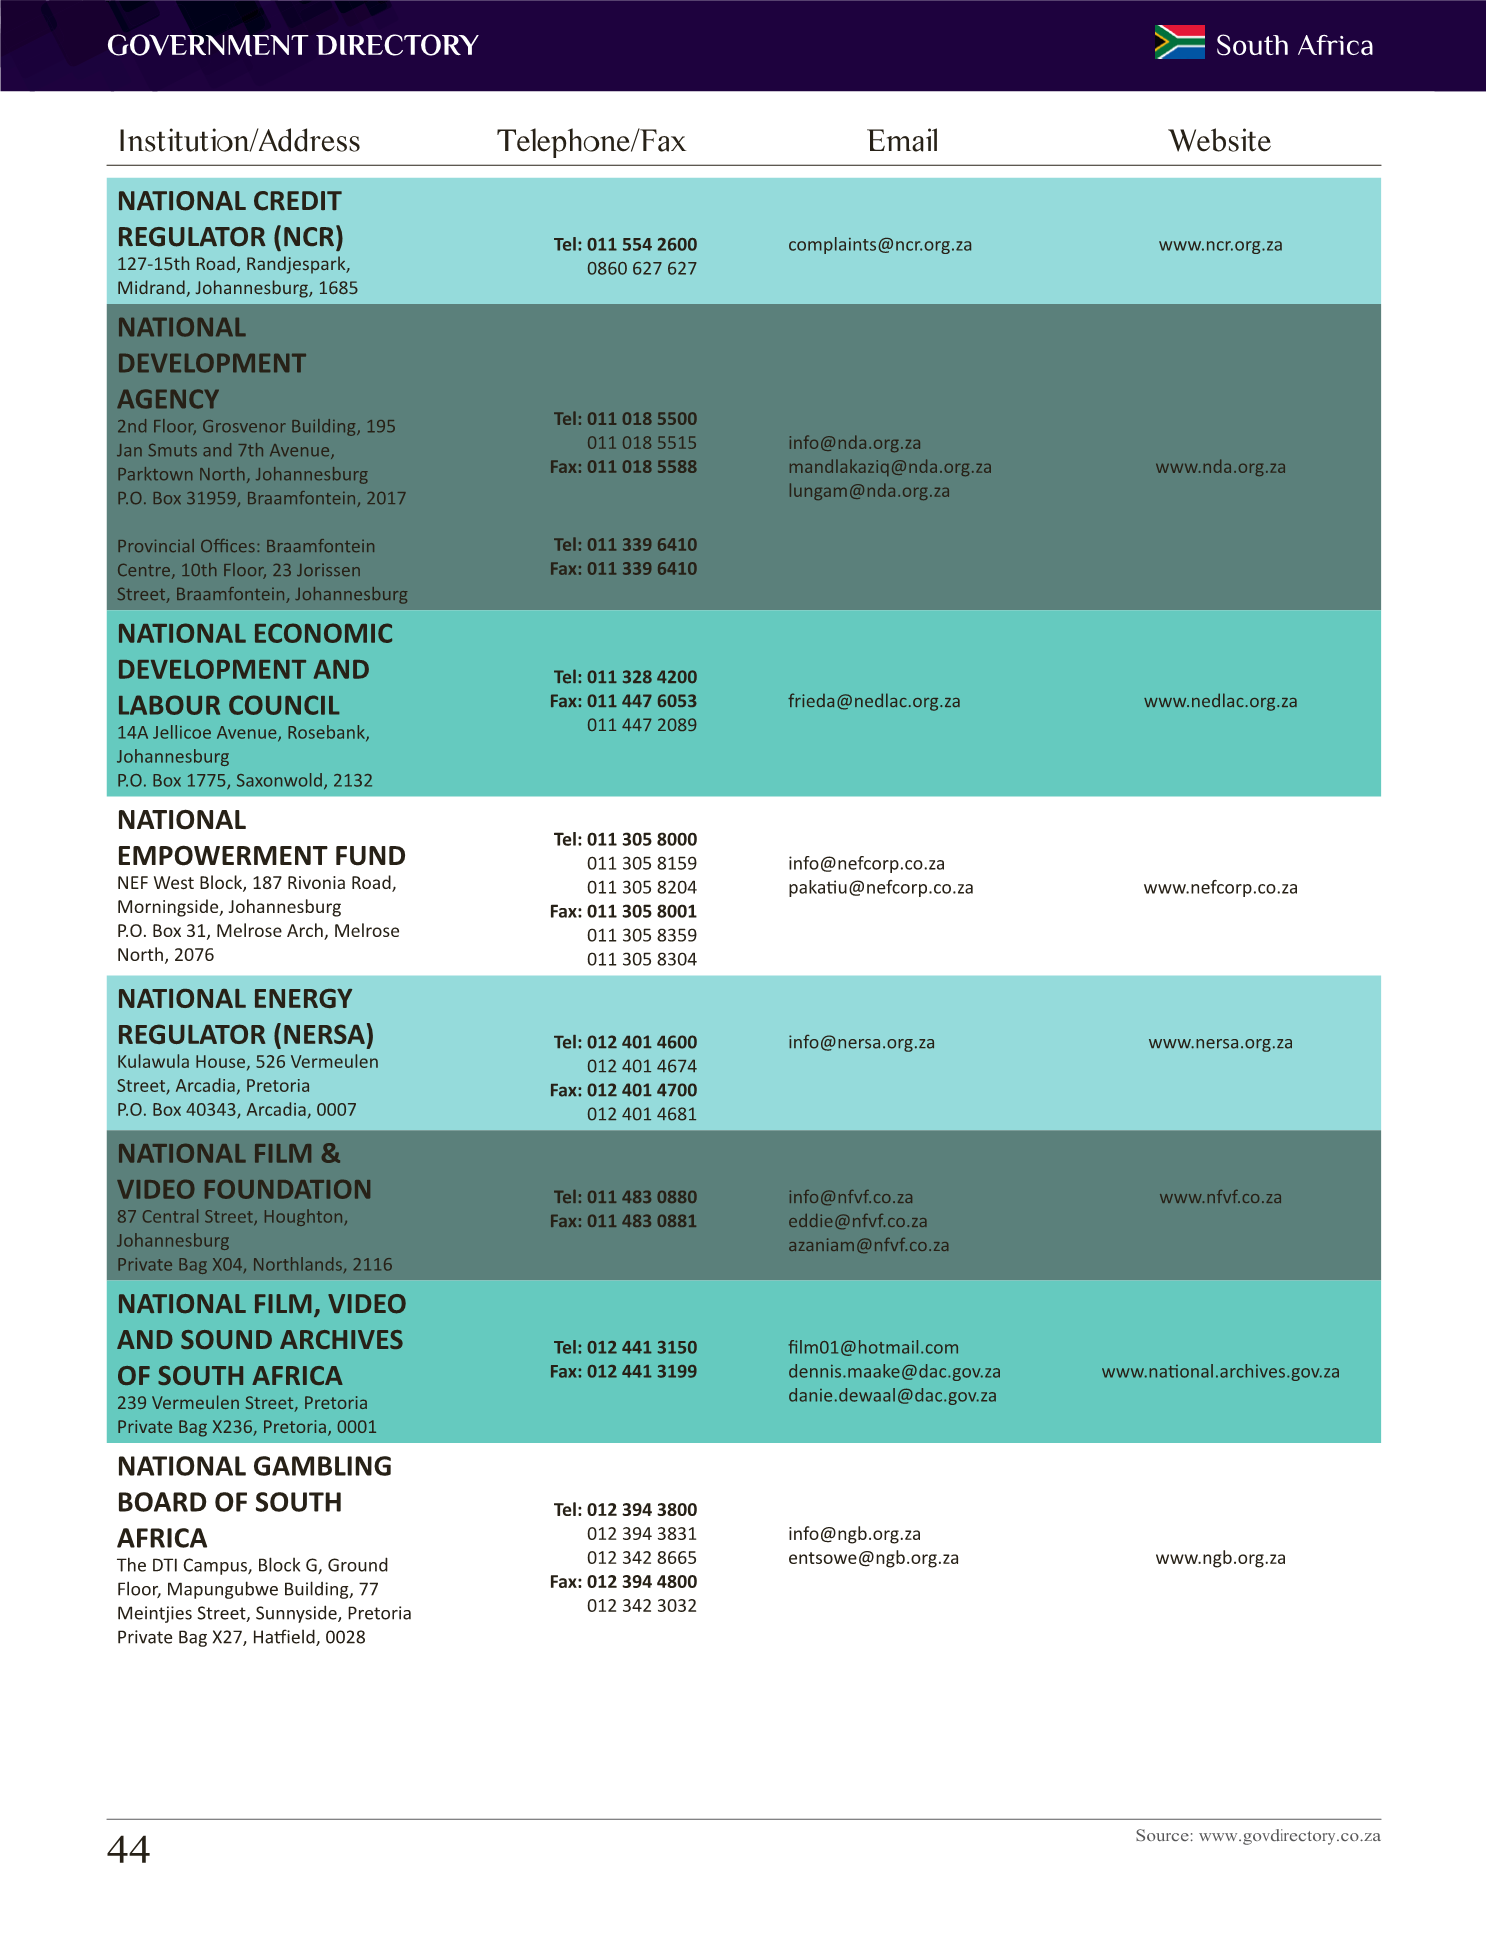 GOVERNMENT DIRECTORY
South Africa
Institution/Address
Telephone/Fax
Email
Website
NATIONAL CREDIT
REGULATOR (NCR)
127-15th Road, Randjespark,
Midrand, Johannesburg, 1685
Tel: 011 554 2600
0860 627 627
complaints@ncr.org.za
www.ncr.org.za
NATIONAL
DEVELOPMENT
AGENCY
2nd Floor, Grosvenor Building, 195
Jan Smuts and 7th Avenue,
Parktown North, Johannesburg
P.O. Box 31959, Braamfontein, 2017
Provincial Offices: Braamfontein
Centre, 10th Floor, 23 Jorissen
Street, Braamfontein, Johannesburg
Tel: 011 018 5500
011 018 5515
Fax: 011 018 5588
Tel: 011 339 6410
Fax: 011 339 6410
info@nda.org.za
mandlakaziq@nda.org.za
lungam@nda.org.za
www.nda.org.za
NATIONAL ECONOMIC
DEVELOPMENT AND
LABOUR COUNCIL
14A Jellicoe Avenue, Rosebank,
Johannesburg
P.O. Box 1775, Saxonwold, 2132
Tel: 011 328 4200
Fax: 011 447 6053
011 447 2089
frieda@nedlac.org.za
www.nedlac.org.za
NATIONAL
EMPOWERMENT FUND
NEF West Block, 187 Rivonia Road,
Morningside, Johannesburg
P.O. Box 31, Melrose Arch, Melrose
North, 2076
Tel: 011 305 8000
011 305 8159
011 305 8204
Fax: 011 305 8001
011 305 8359
011 305 8304
info@nefcorp.co.za
pakatiu@nefcorp.co.za
www.nefcorp.co.za
NATIONAL ENERGY
REGULATOR (NERSA)
Kulawula House, 526 Vermeulen
Street, Arcadia, Pretoria
P.O. Box 40343, Arcadia, 0007
Tel: 012 401 4600
012 401 4674
Fax: 012 401 4700
012 401 4681
info@nersa.org.za
www.nersa.org.za
NATIONAL FILM &
VIDEO FOUNDATION
87 Central Street, Houghton,
Johannesburg
Private Bag X04, Northlands, 2116
Tel: 011 483 0880
Fax: 011 483 0881
info@nfvf.co.za
eddie@nfvf.co.za
azaniam@nfvf.co.za
www.nfvf.co.za
NATIONAL FILM, VIDEO
AND SOUND ARCHIVES
OF SOUTH AFRICA
239 Vermeulen Street, Pretoria
Private Bag X236, Pretoria, 0001
Tel: 012 441 3150
Fax: 012 441 3199
film01@hotmail.com
dennis.maake@dac.gov.za
danie.dewaal@dac.gov.za
www.national.archives.gov.za
NATIONAL GAMBLING
BOARD OF SOUTH
AFRICA
The DTI Campus, Block G, Ground
Floor, Mapungubwe Building, 77
Meintjies Street, Sunnyside, Pretoria
Private Bag X27, Hatfield, 0028
Tel: 012 394 3800
012 394 3831
012 342 8665
Fax: 012 394 4800
012 342 3032
info@ngb.org.za
entsowe@ngb.org.za
www.ngb.org.za
44
Source: www.govdirectory.co.za